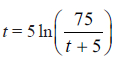 t = 5 ln( 75 / (t + 5) )